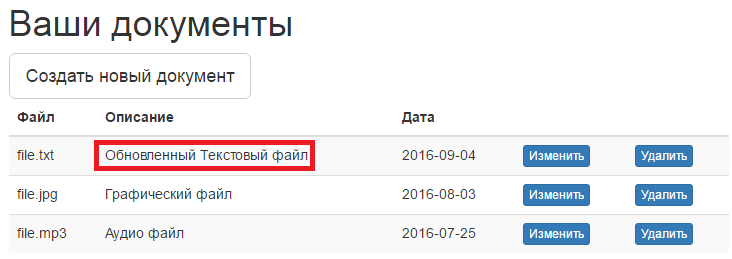 Ваши документы
Создать новый документ
Файл Описание Дата
file.txt Обновленный Текстовый файл 2016-09-04 Изменить Удалить
file.jpg Графический файл 2016-08-03 Изменить Удалить
file.mp3 Аудио файл 2016-07-25 Изменить Удалить